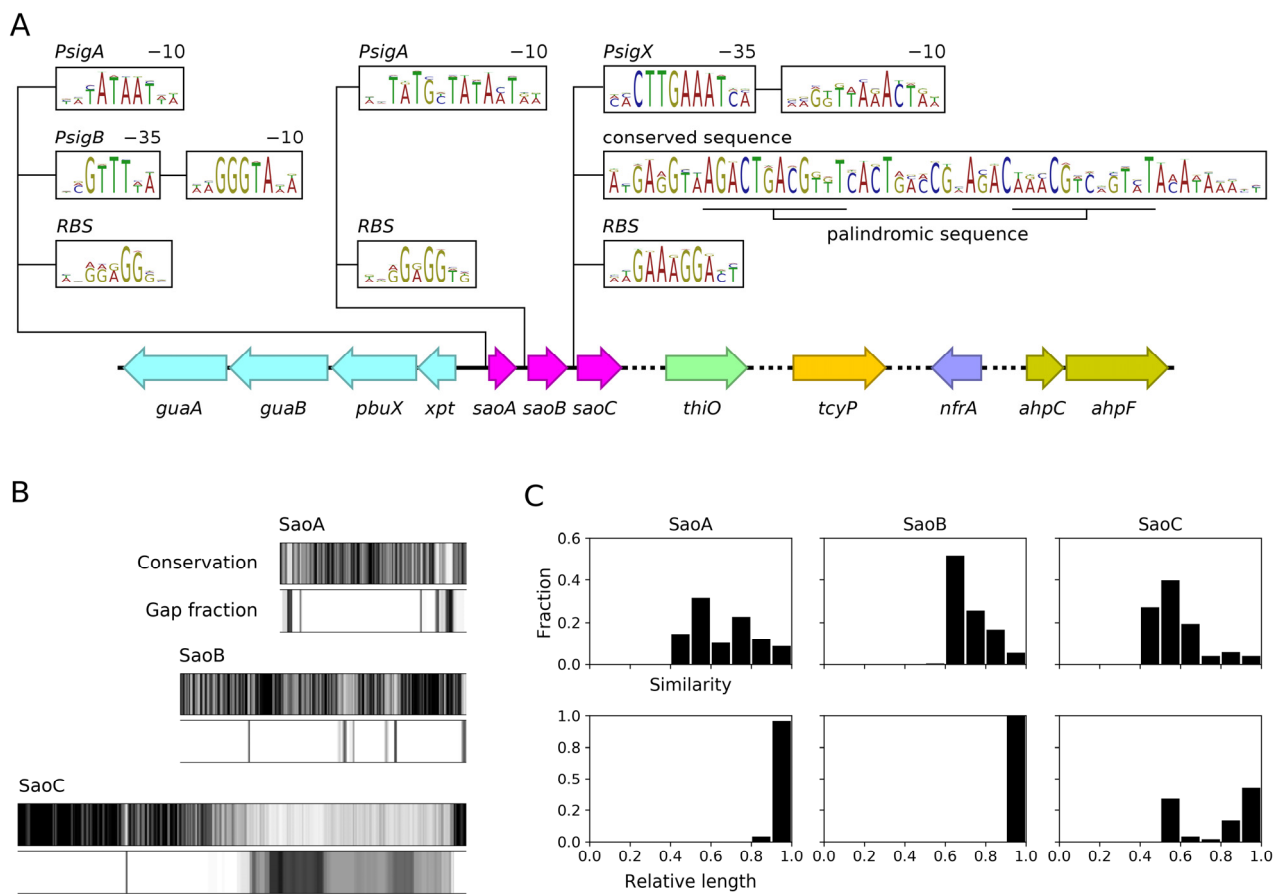 A
PsigA −10
PsigA −10
PsigX −35 −10
PsigB −35 −10
conserved sequence
RBS
RBS
RBS
palindromic sequence
guaA guaB pbuX xpt saoA saoB saoC thiO tcyP nfrA ahpC ahpF
B
SaoA
Conservation
Gap fraction
SaoB
SaoC
C
SaoA SaoB SaoC
Fraction
0.6
0.4
0.2
0.0
Similarity
1.0
0.8
0.5
0.2
0.0
0.0 0.2 0.4 0.6 0.8 1.0 0.0 0.2 0.4 0.6 0.8 1.0 0.0 0.2 0.4 0.6 0.8 1.0
Relative length